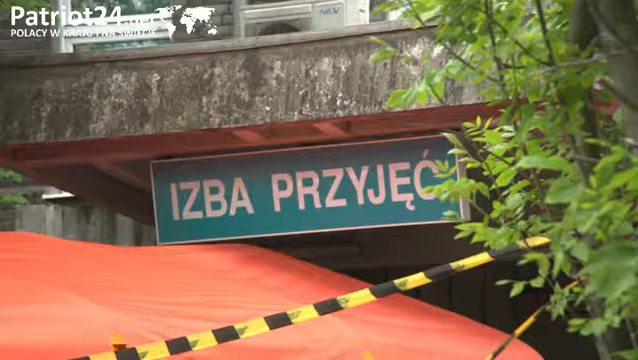 Patriot24.net
POLACY W KRAJU I NA ŚWIECIE
IZBA PRZYJĘĆ